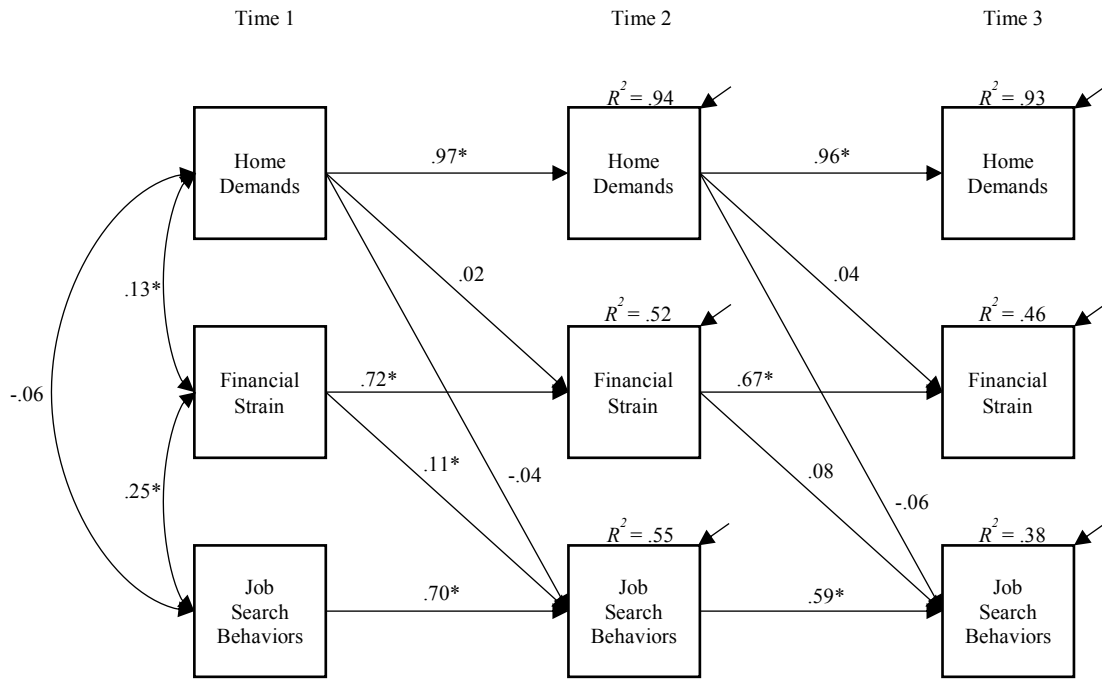 Time 1
Time 2
Time 3
R² = .94
R² = .93
Home
Demands
.97*
Home
Demands
.96*
Home
Demands
.13*
.02
.04
R² = .52
R² = .46
-.06
Financial
Strain
.72*
Financial
Strain
.67*
Financial
Strain
.25*
.11*
-.04
.08
-.06
R² = .55
R² = .38
Job
Search
Behaviors
.70*
Job
Search
Behaviors
.59*
Job
Search
Behaviors